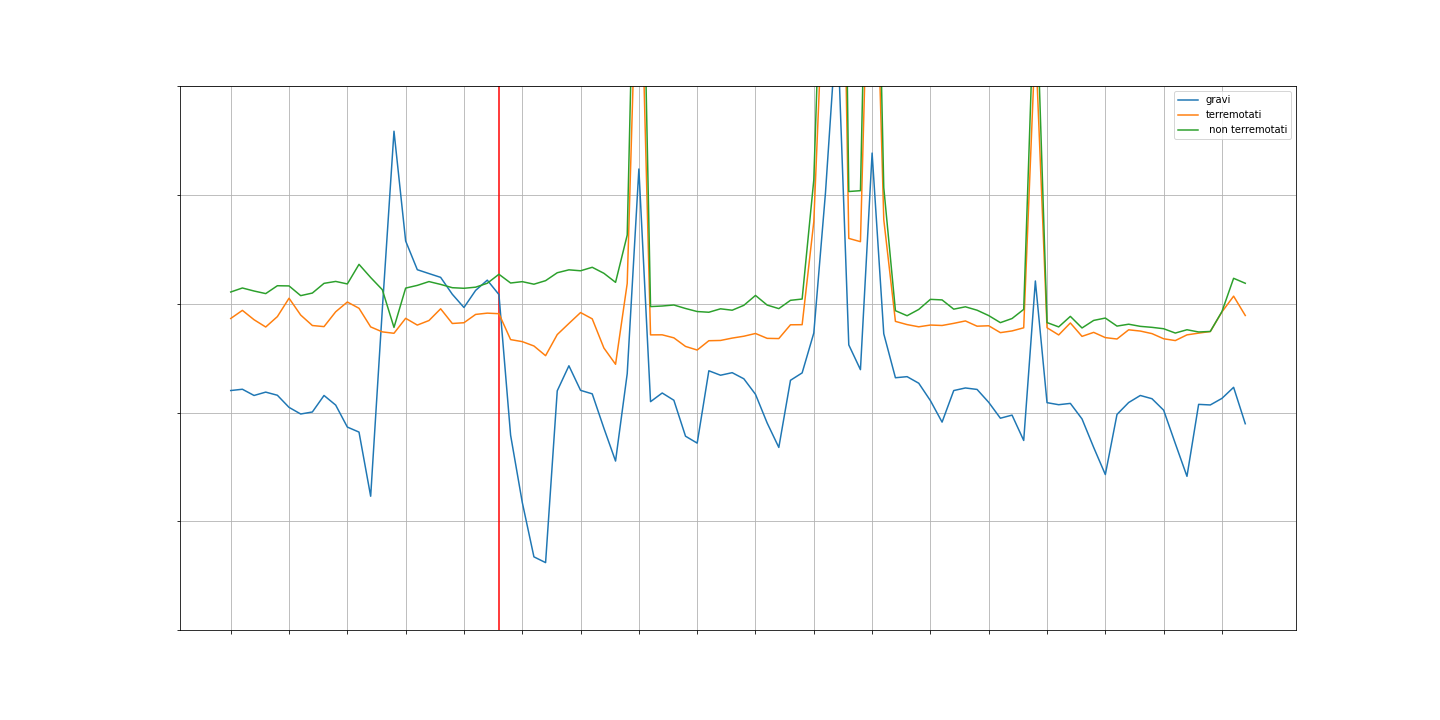 gravi
terremotati
non terremotati